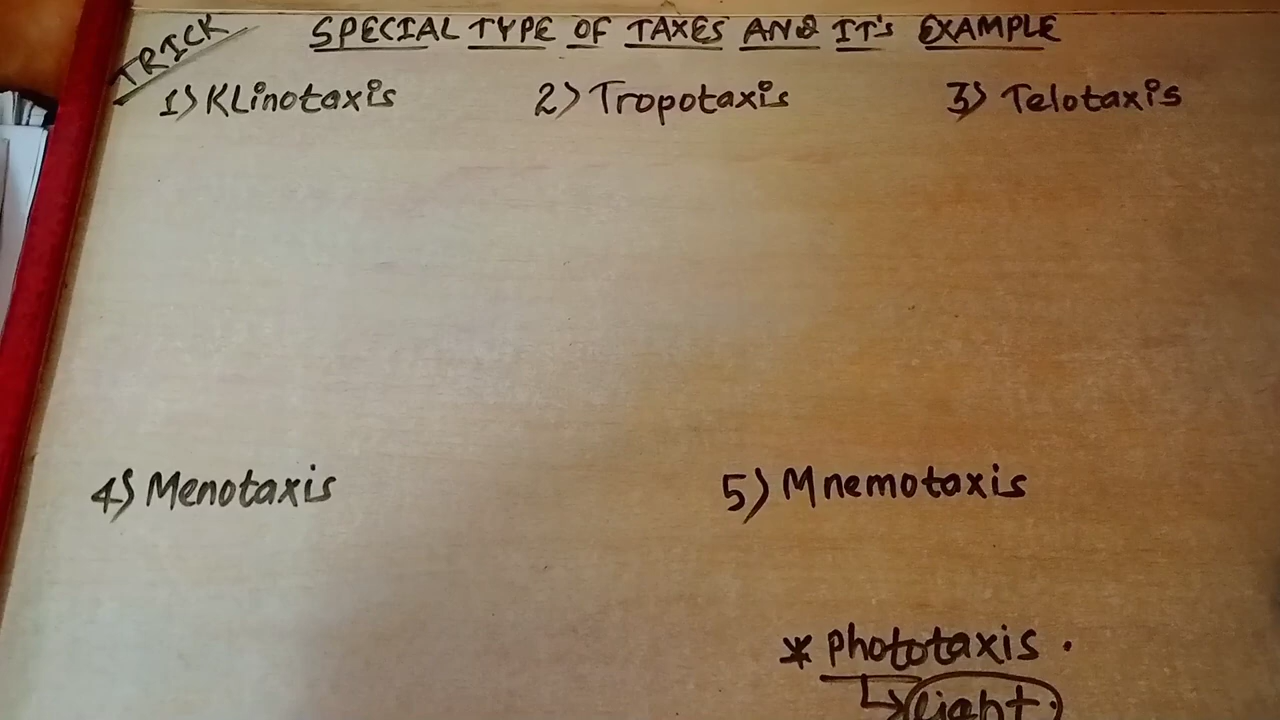 TRICK
SPECIAL TYPE OF TAXES AND IT's EXAMPLE
1) KLinotaxis 2) Tropotaxis 3) Telotaxis
4) Menotaxis 5) Mnemotaxis
* Phototaxis.
↳ Light.